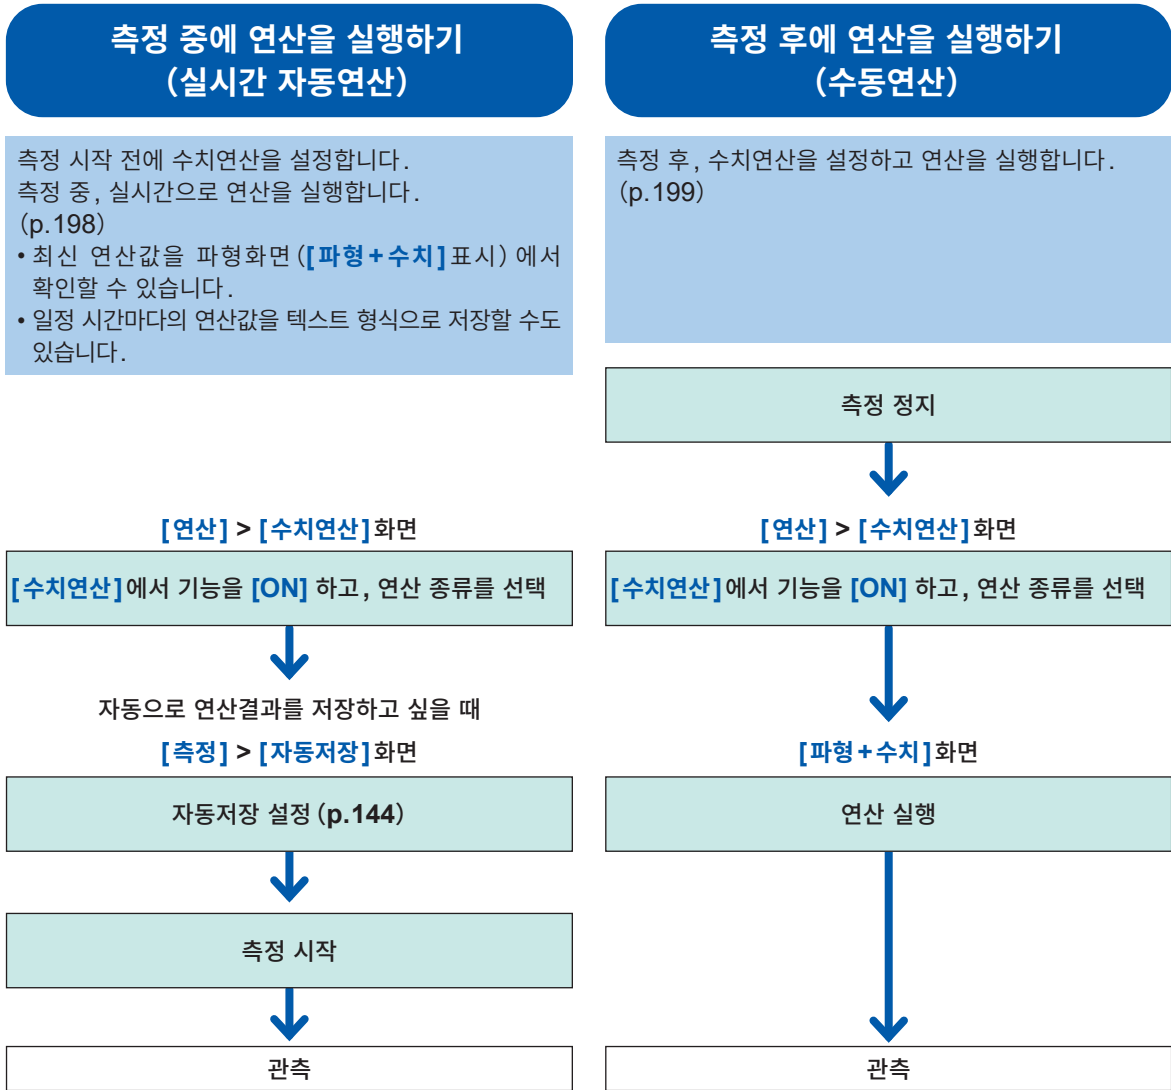 측정 중에 연산을 실행하기
(실시간 자동연산)
측정 시작 전에 수치연산을 설정합니다.
측정 중, 실시간으로 연산을 실행합니다.
(p.198)
• 최신 연산값을 파형화면([파형+수치]표시)에서
확인할 수 있습니다.
• 일정 시간마다의 연산값을 텍스트 형식으로 저장할 수도
있습니다.
[연산] > [수치연산]화면
[수치연산]에서 기능을 [ON] 하고, 연산 종류를 선택
자동으로 연산결과를 저장하고 싶을 때
[측정] > [자동저장]화면
자동저장 설정(p.144)
측정 시작
관측
측정 후에 연산을 실행하기
(수동연산)
측정 후, 수치연산을 설정하고 연산을 실행합니다.
(p.199)
측정 정지
[연산] > [수치연산]화면
[수치연산]에서 기능을 [ON] 하고, 연산 종류를 선택
[파형+수치]화면
연산 실행
관측